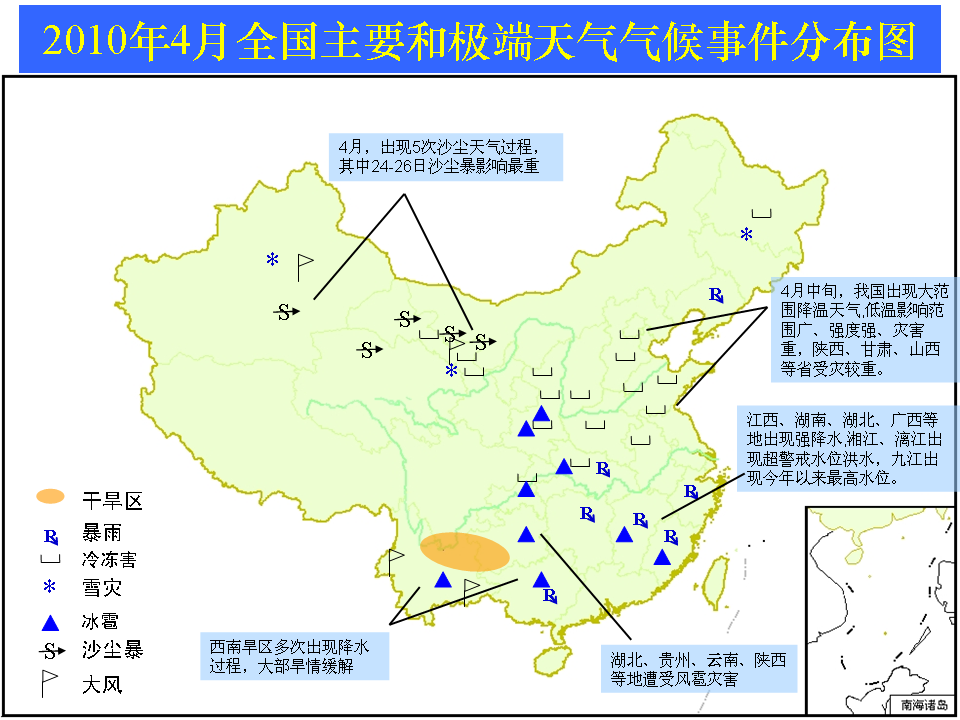 2010年4月全国主要和极端天气气候事件分布图
4月，出现5次沙尘天气过程，
其中24-26日沙尘暴影响最重
4月中旬，我国出现大范
围降温天气,低温影响范
围广、强度强、灾害
重，陕西、甘肃、山西
等省受灾较重。
江西、湖南、湖北、广西等
地出现强降水,湘江、漓江出
现超警戒水位洪水，九江出
现今年以来最高水位。
干旱区
暴雨
冷冻害
雪灾
冰雹
沙尘暴
大风
西南旱区多次出现降水
过程，大部旱情缓解
湖北、贵州、云南、陕西
等地遭受风雹灾害
南海诸岛